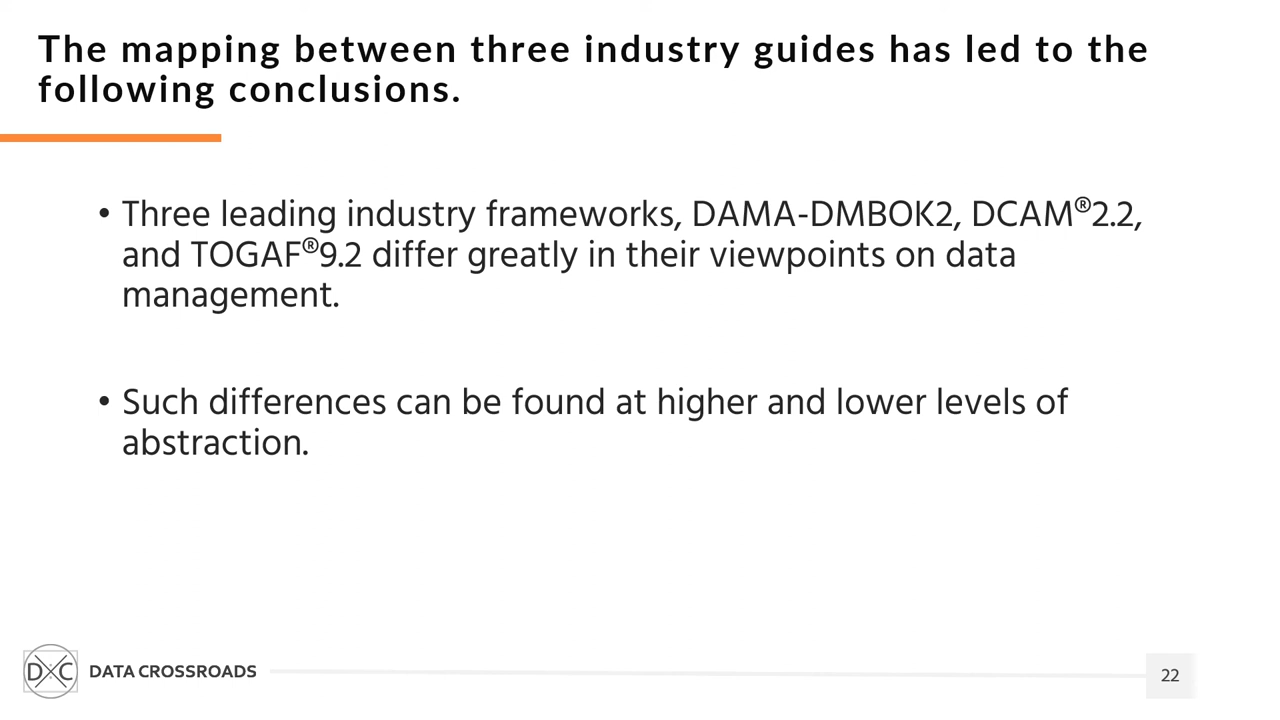 The mapping between three industry guides has led to the
following conclusions.
• Three leading industry frameworks, DAMA-DMBOK2, DCAM®2.2,
and TOGAF®9.2 differ greatly in their viewpoints on data
management.
• Such differences can be found at higher and lower levels of
abstraction.
DXC DATA CROSSROADS
22